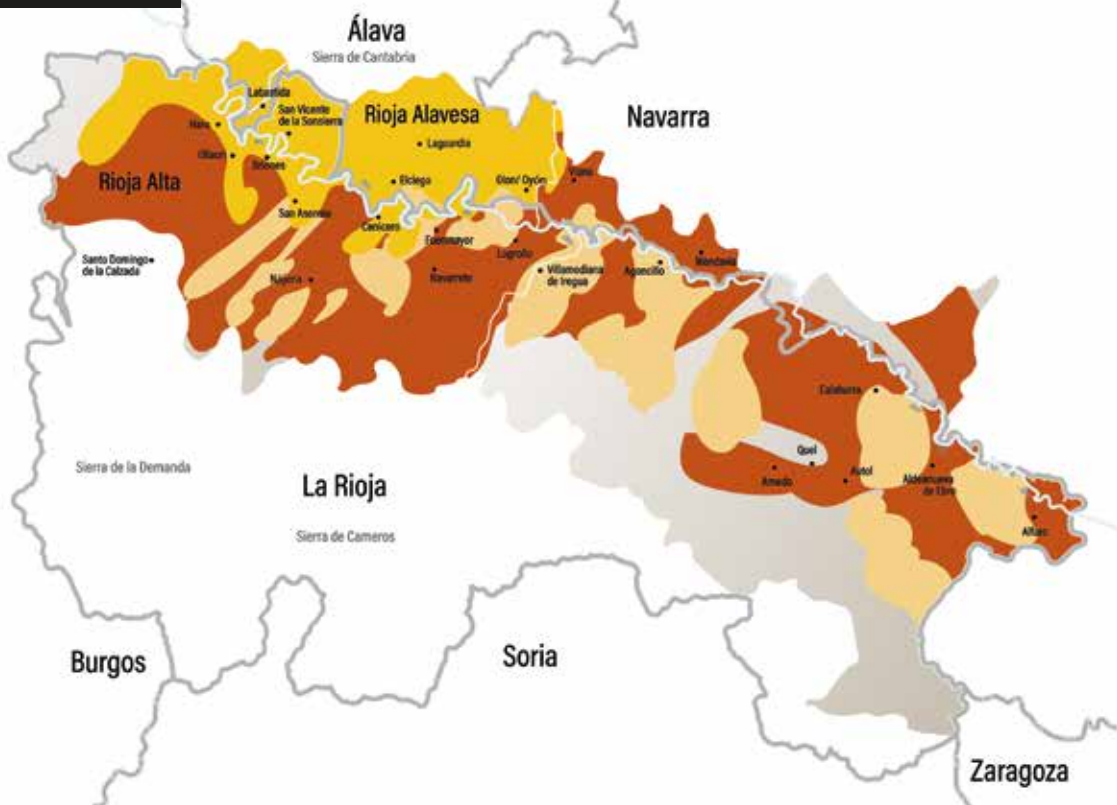 Álava
Sierra de Cantabria
Labastida
San Vicente
de la Sonsierra
Rioja Alavesa
Navarra
Haro
Laguardia
Ollauri
Briones
Rioja Alta
Elciego
Oion/ Oyón
Viana
San Asensio
Cenicero
Fuenmayor
Logroño
Mendavia
Santo Domingo
de la Calzada
Nájera
Navarrete
Villamediana
de Iregua
Agoncillo
Calahorra
Sierra de la Demanda
La Rioja
Quel
Arnedo
Autol
Aldeanueva
de Ebro
Sierra de Cameros
Alfaro
Burgos
Soria
Zaragoza